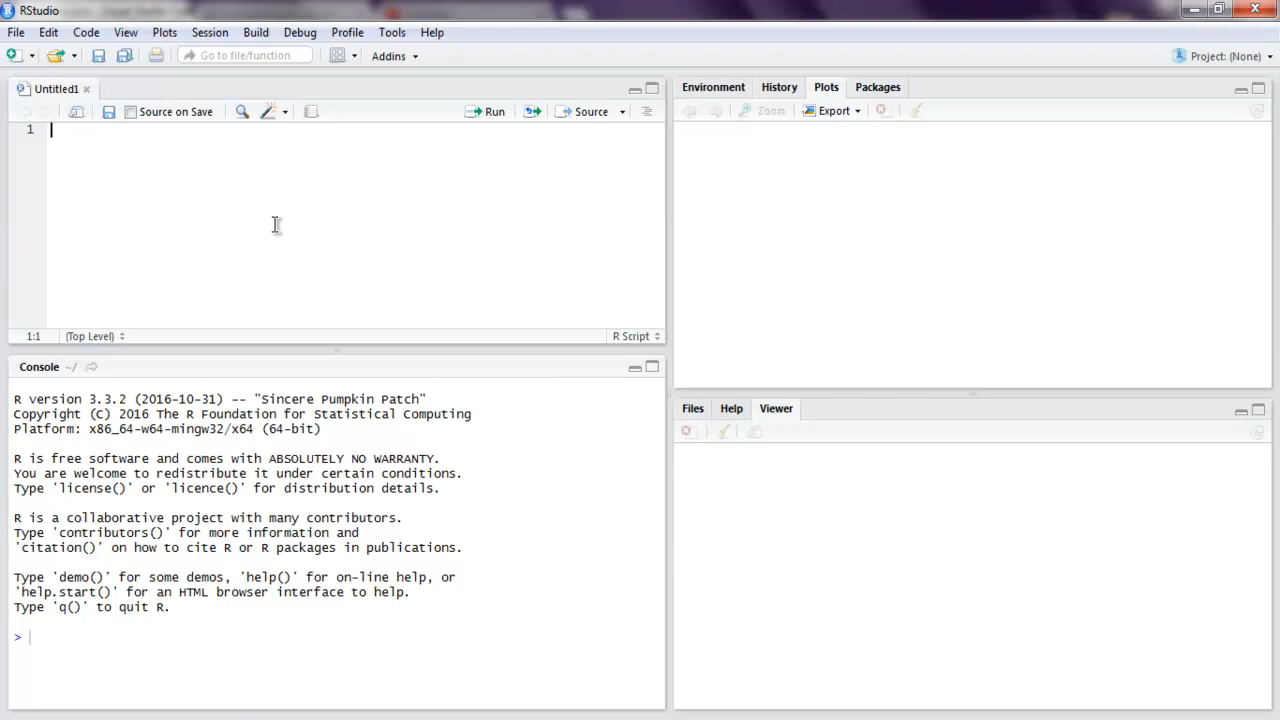 RStudio
File Edit Code View Plots Session Build Debug Profile Tools Help
Go to file/function Addins Project: (None)
Untitled1
Source on Save Run Source
1
1:1 (Top Level) R Script
Console ~/
R version 3.3.2 (2016-10-31) -- "Sincere Pumpkin Patch"
Copyright (C) 2016 The R Foundation for Statistical Computing
Platform: x86_64-w64-mingw32/x64 (64-bit)
R is free software and comes with ABSOLUTELY NO WARRANTY.
You are welcome to redistribute it under certain conditions.
Type 'license()' or 'licence()' for distribution details.
R is a collaborative project with many contributors.
Type 'contributors()' for more information and
'citation()' on how to cite R or R packages in publications.
Type 'demo()' for some demos, 'help()' for on-line help, or
'help.start()' for an HTML browser interface to help.
Type 'q()' to quit R.
>
Environment History Plots Packages
Zoom Export
Files Help Viewer